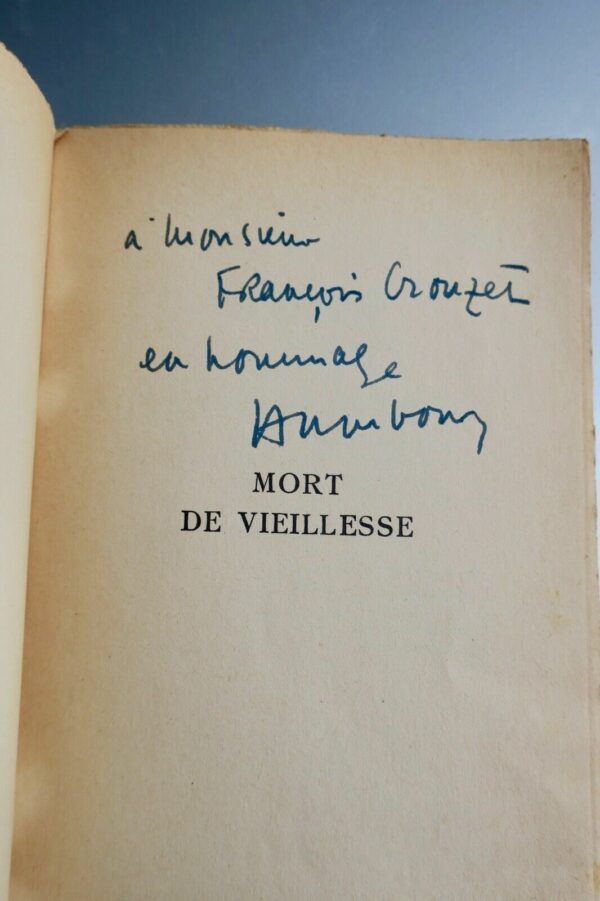 à Monsieur
François Crouzet
en hommage
MORT
DE VIEILLESSE